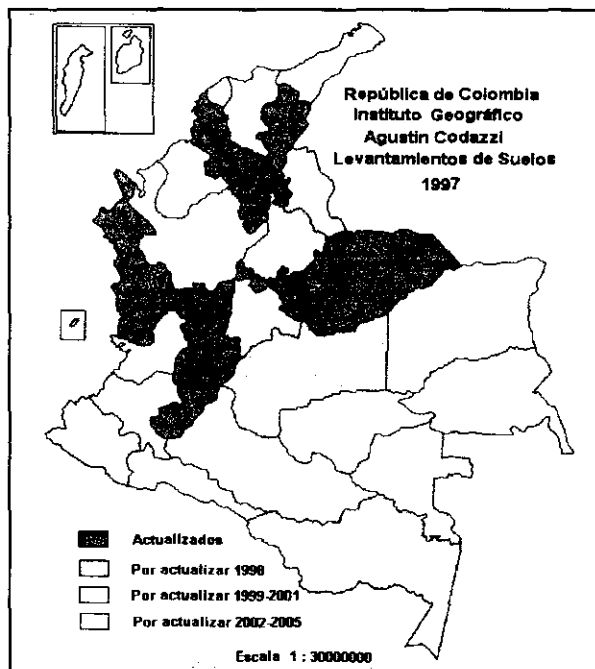 República de Colombia
Instituto Geográfico
Agustin Codazzi
Levantamientos de Suelos
1997
Actualizados
Por actualizar 1998
Por actualizar 1999-2001
Por actualizar 2002-2005
Escala 1 : 30000000